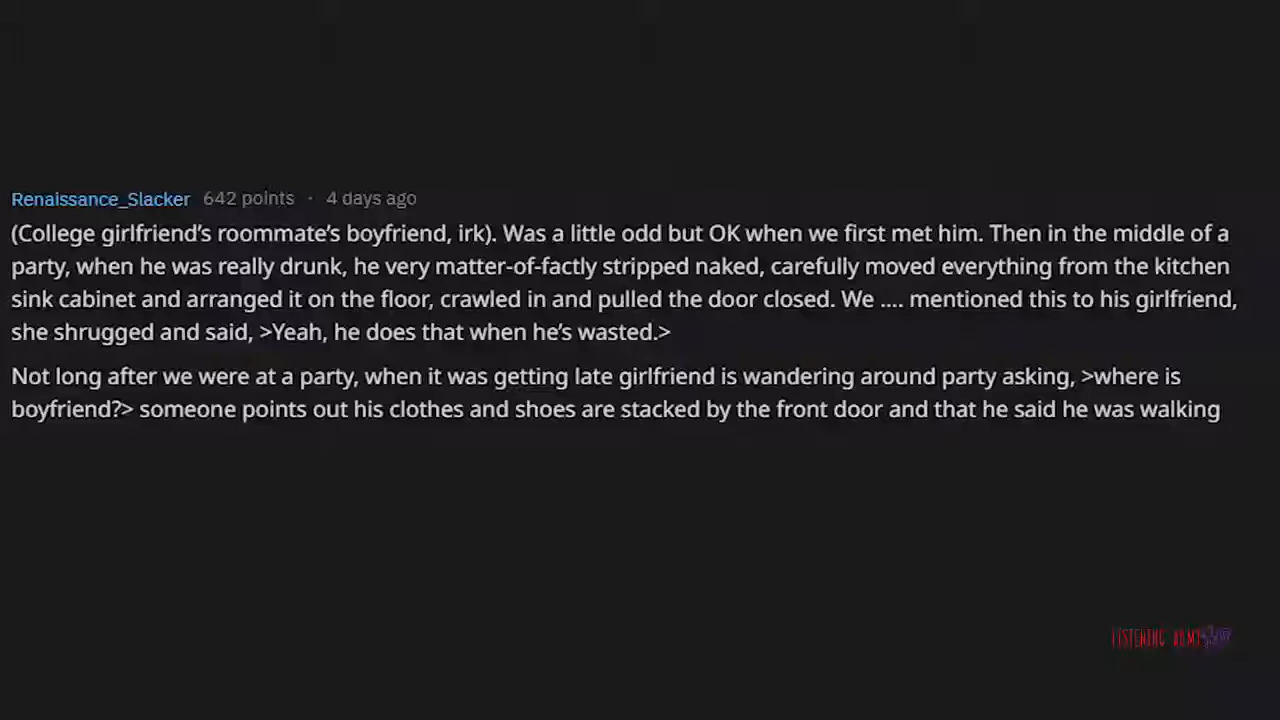 Renaissance_Slacker 642 points · 4 days ago
(College girlfriend’s roommate’s boyfriend, irk). Was a little odd but OK when we first met him. Then in the middle of a
party, when he was really drunk, he very matter-of-factly stripped naked, carefully moved everything from the kitchen
sink cabinet and arranged it on the floor, crawled in and pulled the door closed. We .... mentioned this to his girlfriend,
she shrugged and said, >Yeah, he does that when he’s wasted.>
Not long after we were at a party, when it was getting late girlfriend is wandering around party asking, >where is
boyfriend?> someone points out his clothes and shoes are stacked by the front door and that he said he was walking
LISTENING